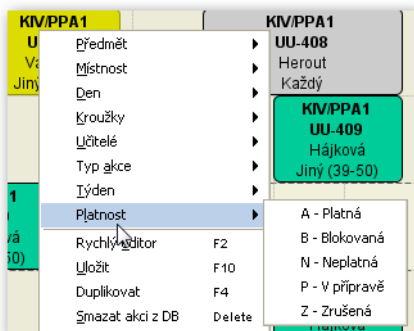 KIV/PPA1
KIV/PPA1
UU-408
Herout
Jiný
Každý
KIV/PPA1
UU-409
Hájková
Jiný (39-50)
Předmět
Místnost
Den
Kroužky
Učitelé
Typ akce
Týden
Platnost
Rychlý editor F2
Uložit F10
Duplikovat F4
Smazat akci z DB Delete
A - Platná
B - Blokovaná
N - Neplatná
P - V přípravě
Z - Zrušená